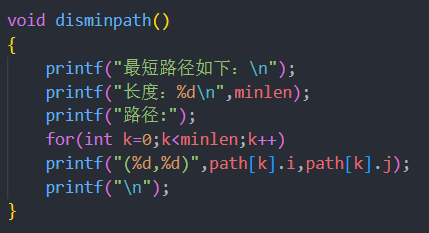 void disminpath()
{
    printf("最短路径如下：\n");
    printf("长度：%d\n",minlen);
    printf("路径:");
    for(int k=0;k<minlen;k++)
    printf("(%d,%d)",path[k].i,path[k].j);
    printf("\n");
}